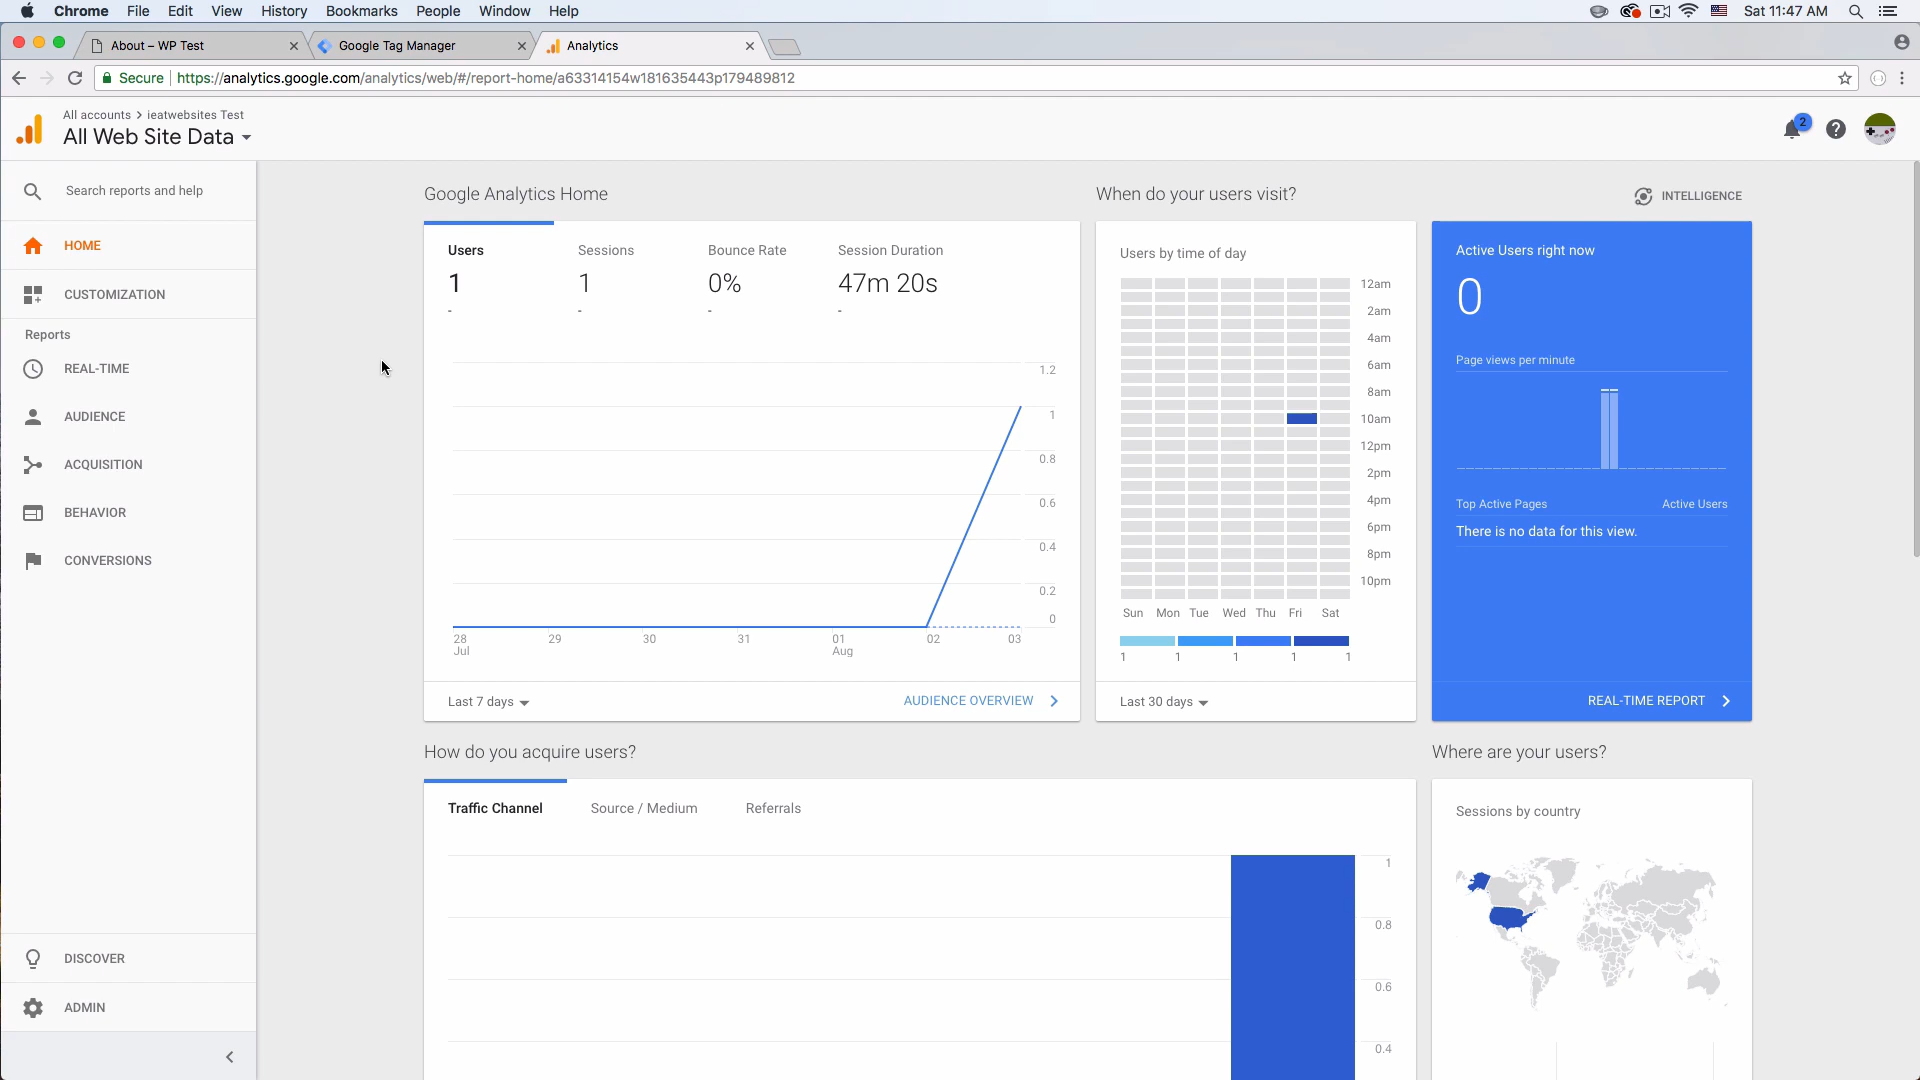 Chrome File Edit View History Bookmarks People Window Help Sat 11:47 AM
About – WP Test
Google Tag Manager
Analytics
Secure https://analytics.google.com/analytics/web/#/report-home/a63314154w181635443p179489812
All accounts > ieatwebsites Test
All Web Site Data
2
Search reports and help
HOME
CUSTOMIZATION
Reports
REAL-TIME
AUDIENCE
ACQUISITION
BEHAVIOR
CONVERSIONS
DISCOVER
ADMIN
Google Analytics Home
Users Sessions Bounce Rate Session Duration
1 1 0% 47m 20s
- - - -
1.2
1
0.8
0.6
0.4
0.2
0
28 29 30 31 01 02 03
Jul Aug
Last 7 days AUDIENCE OVERVIEW
When do your users visit?
Users by time of day
12am
2am
4am
6am
8am
10am
12pm
2pm
4pm
6pm
8pm
10pm
Sun Mon Tue Wed Thu Fri Sat
1 1 1 1 1
Last 30 days
INTELLIGENCE
Active Users right now
0
Page views per minute
Top Active Pages Active Users
There is no data for this view.
REAL-TIME REPORT
How do you acquire users?
Traffic Channel Source / Medium Referrals
1
0.8
0.6
0.4
Where are your users?
Sessions by country